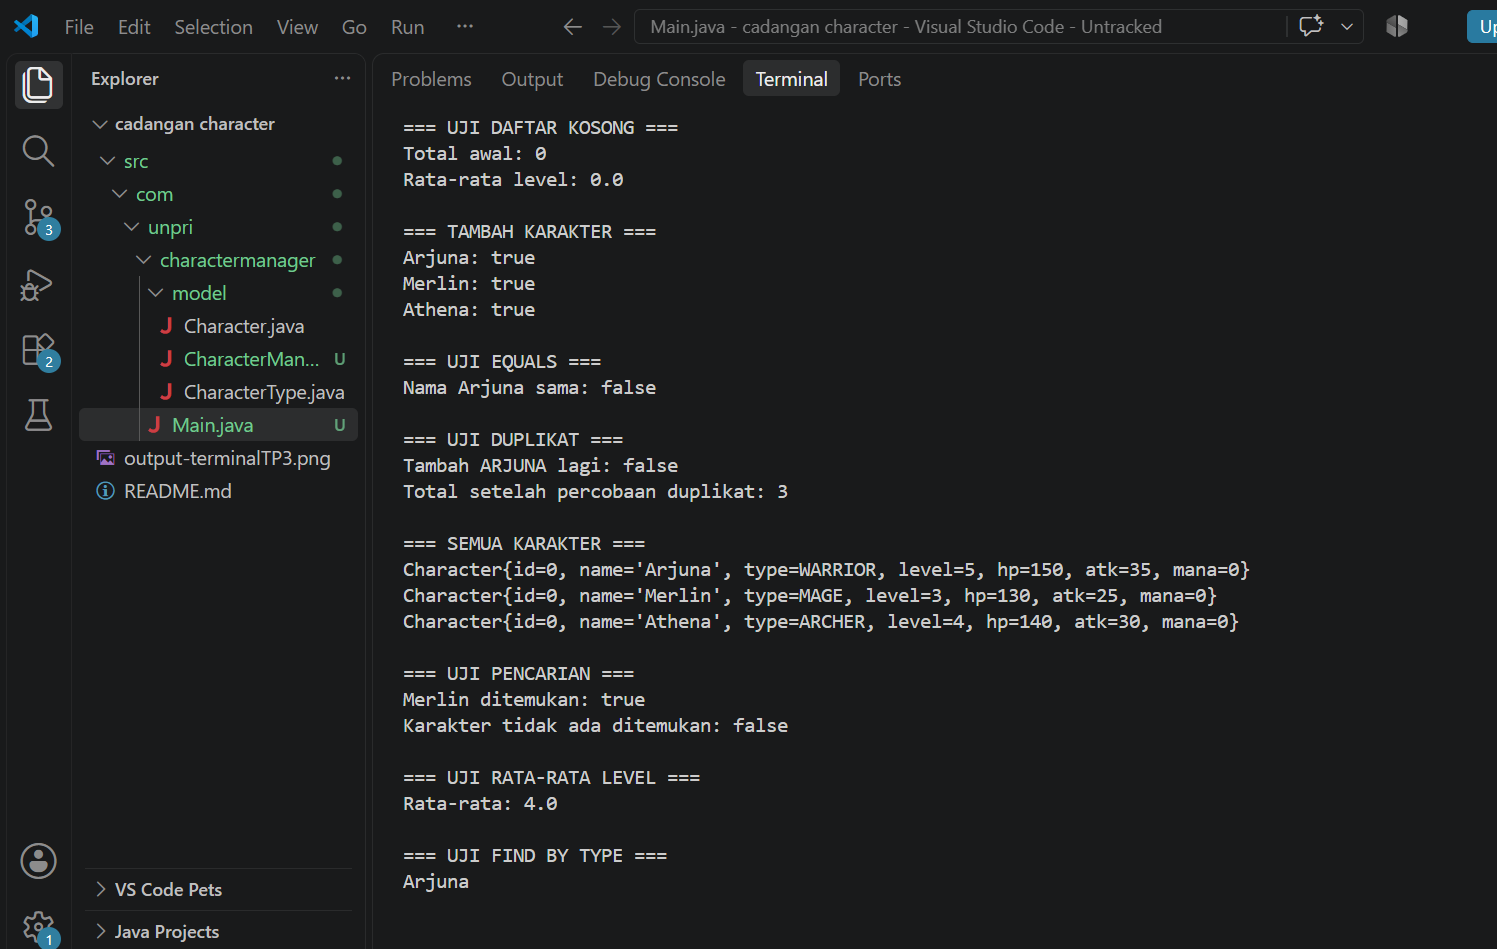 File Edit Selection View Go Run ···
Main.java - cadangan character - Visual Studio Code - Untracked
Up
Explorer ···
cadangan character
src
com
unpri
charactermanager
model
Character.java
CharacterMan... U
CharacterType.java
Main.java U
output-terminalTP3.png
README.md
VS Code Pets
Java Projects
3
2
1
Problems Output Debug Console Terminal Ports
=== UJI DAFTAR KOSONG ===
Total awal: 0
Rata-rata level: 0.0
=== TAMBAH KARAKTER ===
Arjuna: true
Merlin: true
Athena: true
=== UJI EQUALS ===
Nama Arjuna sama: false
=== UJI DUPLIKAT ===
Tambah ARJUNA lagi: false
Total setelah percobaan duplikat: 3
=== SEMUA KARAKTER ===
Character{id=0, name='Arjuna', type=WARRIOR, level=5, hp=150, atk=35, mana=0}
Character{id=0, name='Merlin', type=MAGE, level=3, hp=130, atk=25, mana=0}
Character{id=0, name='Athena', type=ARCHER, level=4, hp=140, atk=30, mana=0}
=== UJI PENCARIAN ===
Merlin ditemukan: true
Karakter tidak ada ditemukan: false
=== UJI RATA-RATA LEVEL ===
Rata-rata: 4.0
=== UJI FIND BY TYPE ===
Arjuna